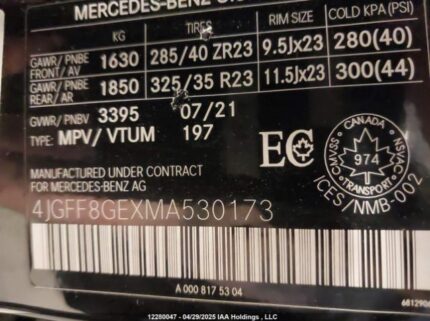 MERCEDES-BENZ
KG TIRES RIM SIZE COLD KPA (PSI)
GAWR/ PNBE FRONT/ AV 1630 285/40 ZR23 9.5Jx23 280(40)
GAWR/ PNBE REAR/ AR 1850 325/35 R23 11.5Jx23 300(44)
GVWR/ PNBV 3395 07/21
TYPE: MPV/ VTUM 197
MANUFACTURED
FOR MERCEDES-BENZ AG
EC
CANADA
974
TRANSPORT
ICES/NMB-002
4JGFF8GEXMA530173
A 000 817 53 04
12280047 - 04/29/2025 IAA Holdings, LLC.